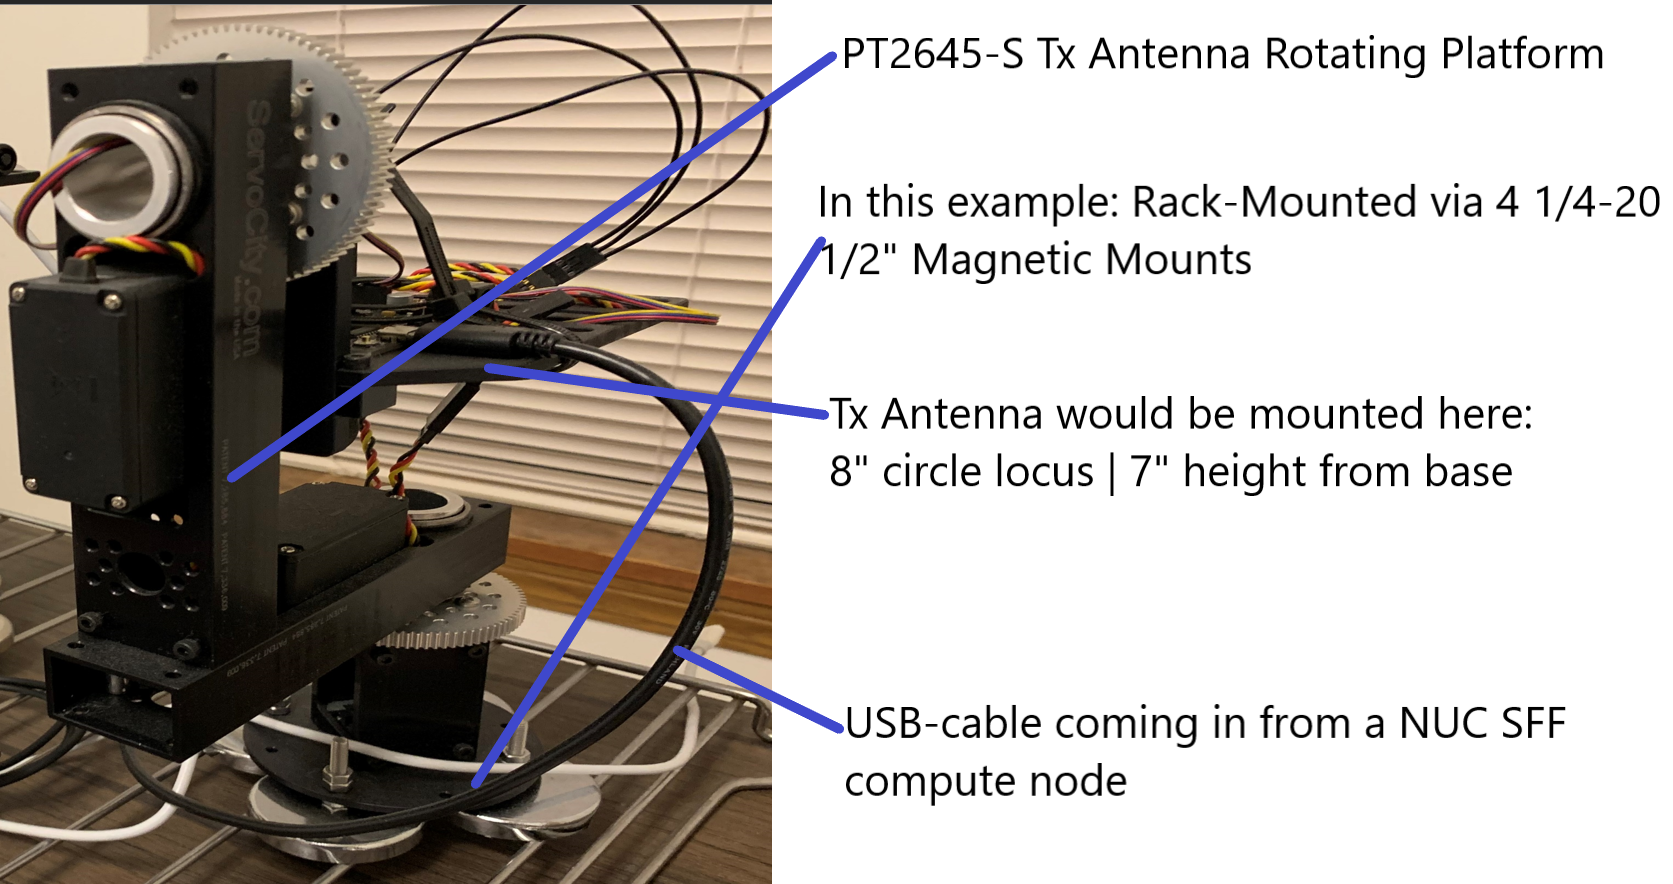 PT2645-S Tx Antenna Rotating Platform
In this example: Rack-Mounted via 4 1/4-20
1/2" Magnetic Mounts
Tx Antenna would be mounted here:
8" circle locus | 7" height from base
USB-cable coming in from a NUC SFF
compute node
ServoCity.com